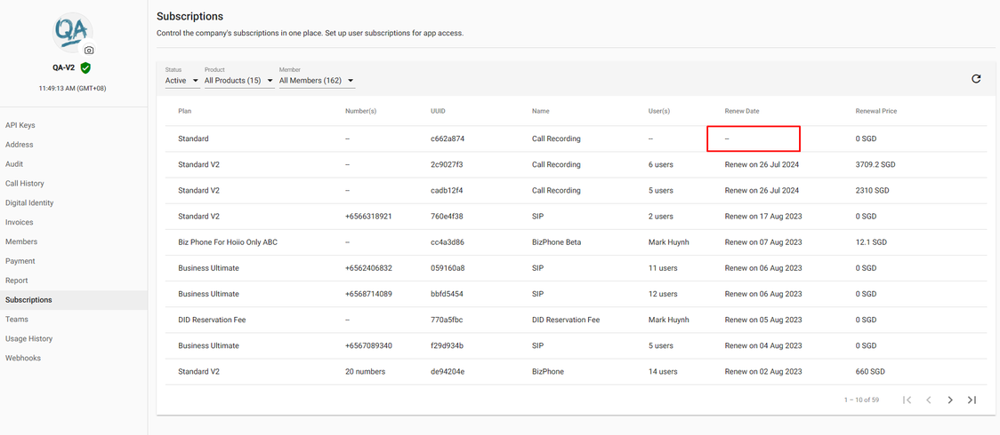 QA
QA-V2
11:49:13 AM (GMT+08)
API Keys
Address
Audit
Call History
Digital Identity
Invoices
Members
Payment
Report
Subscriptions
Teams
Usage History
Webhooks
Subscriptions
Control the company's subscriptions in one place. Set up user subscriptions for app access.
Status Product Member
Active All Products (15) All Members (162)
Plan Number(s) UUID Name User(s) Renew Date Renewal Price
Standard – c662a874 Call Recording – – 0 SGD
Standard V2 – 2c9027f3 Call Recording 6 users Renew on 26 Jul 2024 3709.2 SGD
Standard V2 – cadb12f4 Call Recording 5 users Renew on 26 Jul 2024 2310 SGD
Standard V2 +6566318921 760e4f38 SIP 2 users Renew on 17 Aug 2023 0 SGD
Biz Phone For Hoiio Only ABC – cc4a3d86 BizPhone Beta Mark Huynh Renew on 07 Aug 2023 12.1 SGD
Business Ultimate +6562406832 059160a8 SIP 11 users Renew on 06 Aug 2023 0 SGD
Business Ultimate +6568714089 bbfd5454 SIP 12 users Renew on 06 Aug 2023 0 SGD
DID Reservation Fee – 770a5fbc DID Reservation Fee Mark Huynh Renew on 05 Aug 2023 0 SGD
Business Ultimate +6567089340 f29d934b SIP 5 users Renew on 04 Aug 2023 0 SGD
Standard V2 20 numbers de94204e BizPhone 14 users Renew on 02 Aug 2023 660 SGD
1 – 10 of 59